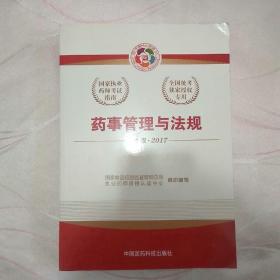 国家执业
药师考试
指南
全国统考
独家授权
专用
药事管理与法规
2017
国家食品药品监督管理总局
执业药师资格认证中心
组织编写
中国医药科技出版社